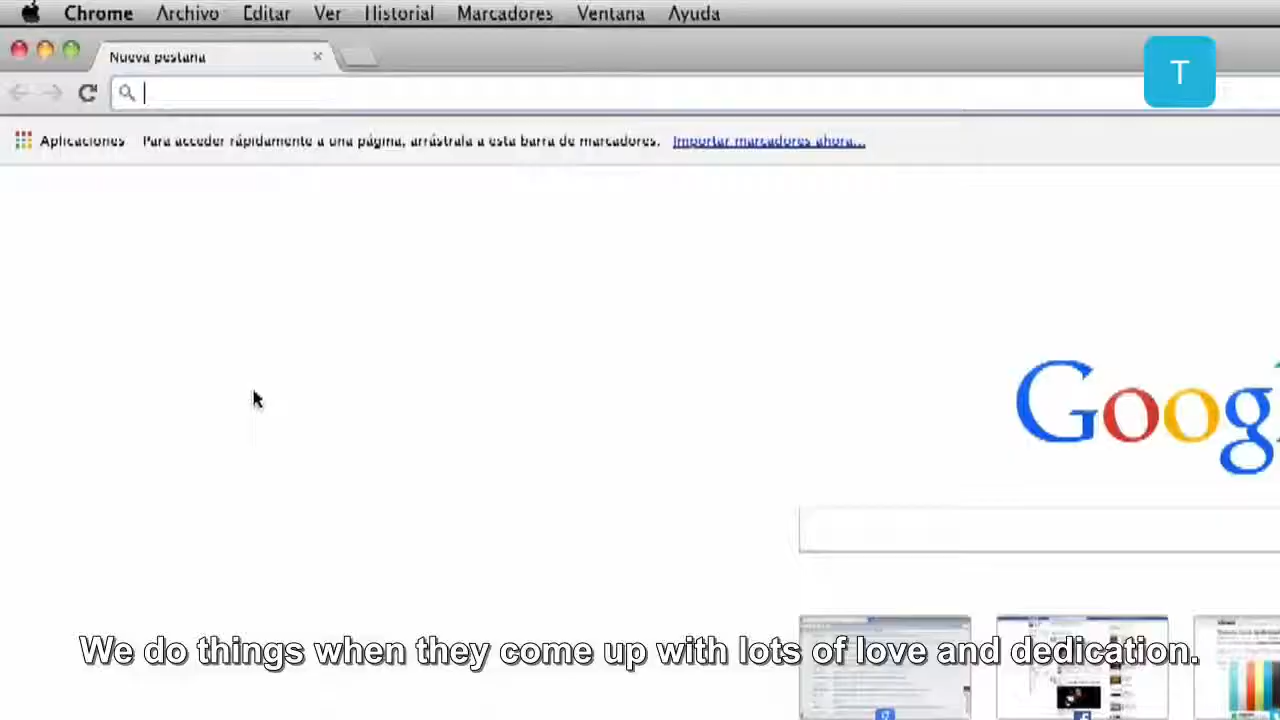 Chrome Archivo Editar Ver Historial Marcadores Ventana Ayuda
Nueva pestaña
T
Aplicaciones Para acceder rápidamente a una página, arrástrala a esta barra de marcadores. Importar marcadores ahora...
Goog
We do things when they come up with lots of love and dedication.